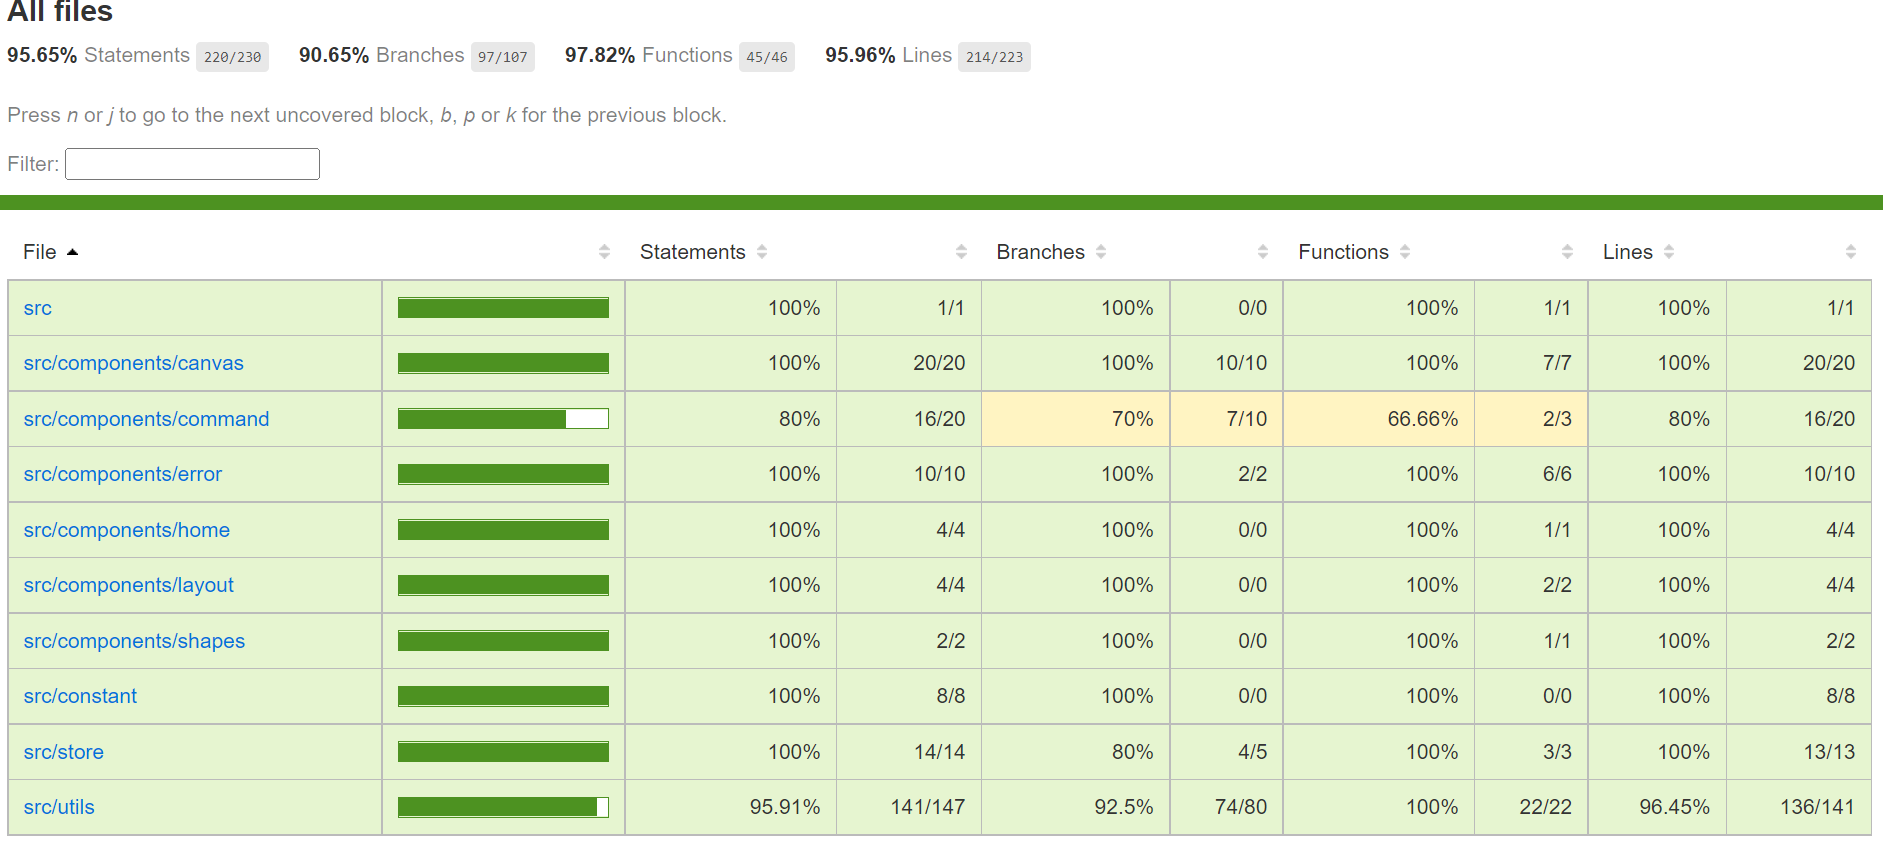 All files
95.65% Statements 220/230 90.65% Branches 97/107 97.82% Functions 45/46 95.96% Lines 214/223
Press n or j to go to the next uncovered block, b, p or k for the previous block.
Filter:
File Statements Branches Functions Lines
src 100% 1/1 100% 0/0 100% 1/1 100% 1/1
src/components/canvas 100% 20/20 100% 10/10 100% 7/7 100% 20/20
src/components/command 80% 16/20 70% 7/10 66.66% 2/3 80% 16/20
src/components/error 100% 10/10 100% 2/2 100% 6/6 100% 10/10
src/components/home 100% 4/4 100% 0/0 100% 1/1 100% 4/4
src/components/layout 100% 4/4 100% 0/0 100% 2/2 100% 4/4
src/components/shapes 100% 2/2 100% 0/0 100% 1/1 100% 2/2
src/constant 100% 8/8 100% 0/0 100% 0/0 100% 8/8
src/store 100% 14/14 80% 4/5 100% 3/3 100% 13/13
src/utils 95.91% 141/147 92.5% 74/80 100% 22/22 96.45% 136/141